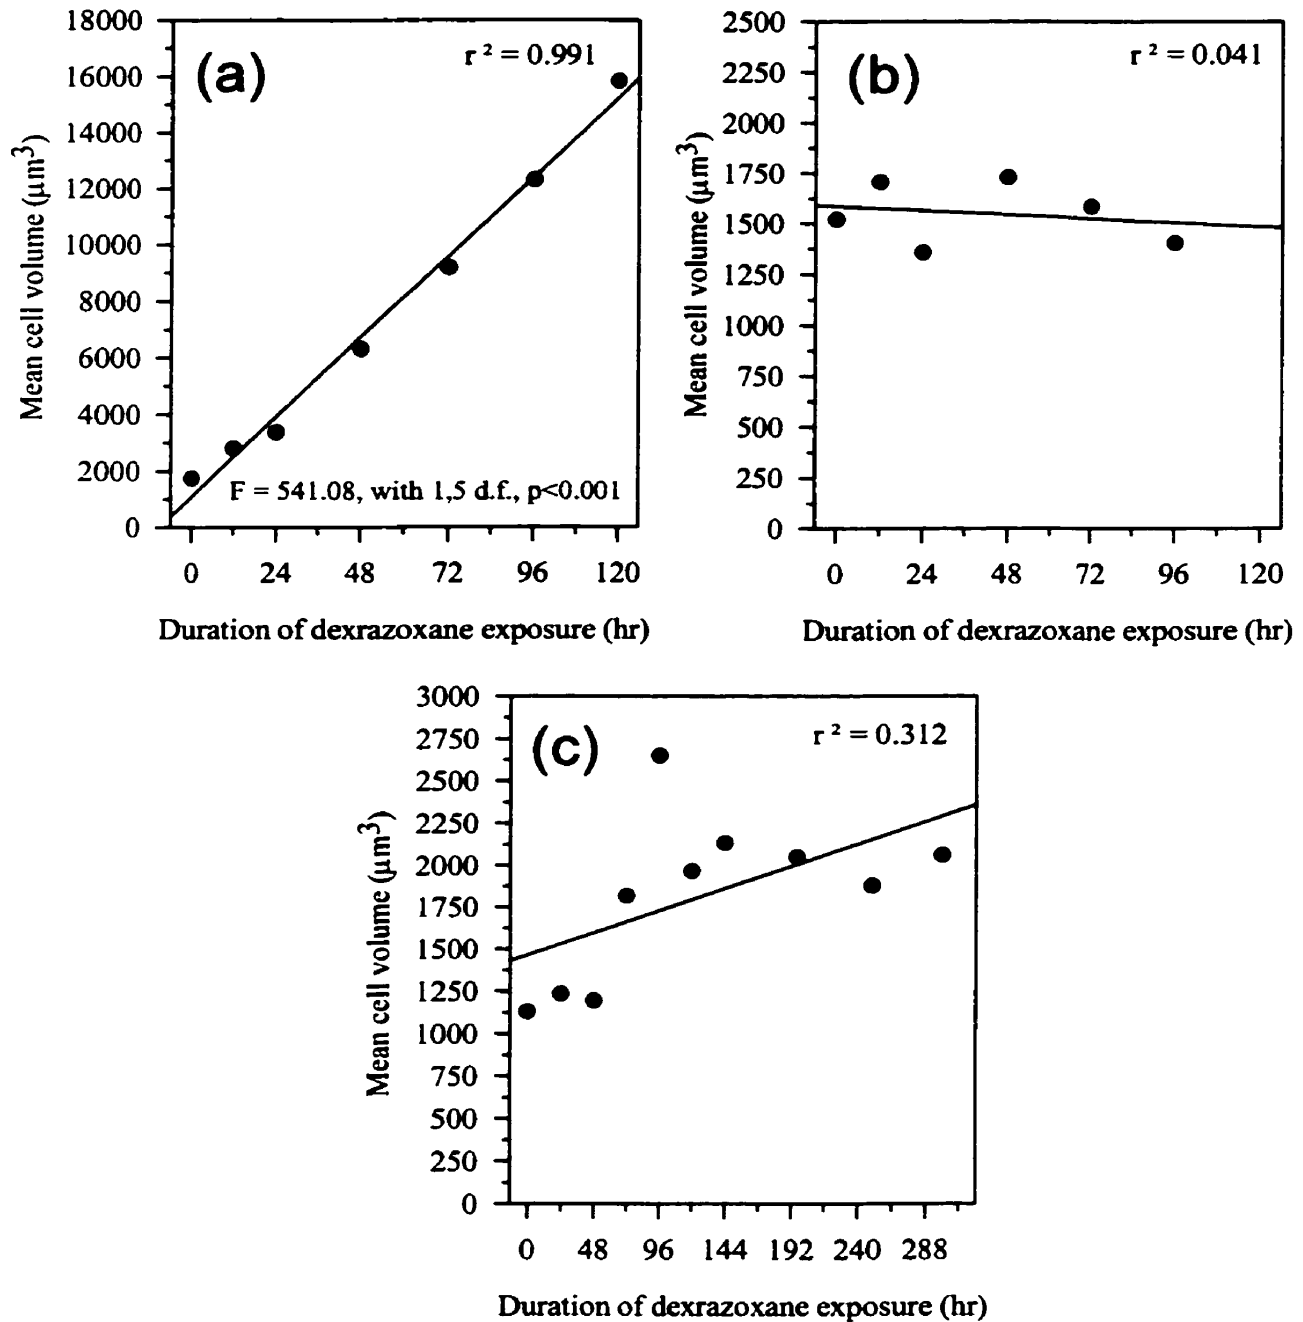 (a)
r² = 0.991
Mean cell volume (µm³)
18000
16000
14000
12000
10000
8000
6000
4000
2000
0
F = 541.08, with 1,5 d.f., p<0.001
0 24 48 72 96 120
Duration of dexrazoxane exposure (hr)
(b)
r² = 0.041
Mean cell volume (µm³)
2500
2250
2000
1750
1500
1250
1000
750
500
250
0
0 24 48 72 96 120
Duration of dexrazoxane exposure (hr)
(c)
r² = 0.312
Mean cell volume (µm³)
3000
2750
2500
2250
2000
1750
1500
1250
1000
750
500
250
0
0 48 96 144 192 240 288
Duration of dexrazoxane exposure (hr)